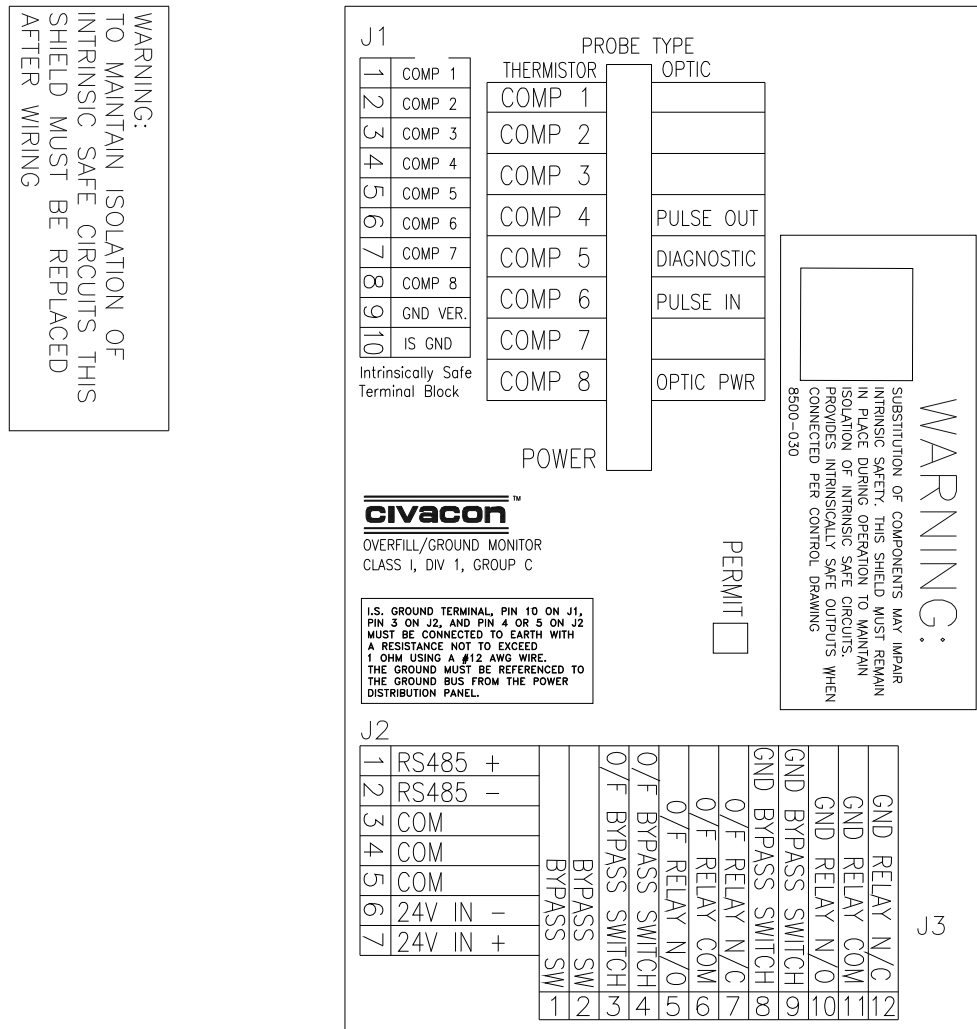 WARNING:
TO MAINTAIN ISOLATION OF
INTRINSIC SAFE CIRCUITS THIS
SHIELD MUST BE REPLACED
AFTER WIRING
J1
1 COMP 1
2 COMP 2
3 COMP 3
4 COMP 4
5 COMP 5
6 COMP 6
7 COMP 7
8 COMP 8
9 GND VER.
10 IS GND
Intrinsically Safe
Terminal Block
PROBE TYPE
THERMISTOR OPTIC
COMP 1
COMP 2
COMP 3
COMP 4 PULSE OUT
COMP 5 DIAGNOSTIC
COMP 6 PULSE IN
COMP 7
COMP 8 OPTIC PWR
POWER
WARNING:
SUBSTITUTION OF COMPONENTS MAY IMPAIR
INTRINSIC SAFETY. THIS SHIELD MUST REMAIN
IN PLACE DURING OPERATION TO MAINTAIN
ISOLATION OF INTRINSIC SAFE CIRCUITS.
PROVIDES INTRINSICALLY SAFE OUTPUTS WHEN
CONNECTED PER CONTROL DRAWING
8500-030
civacon™
OVERFILL/GROUND MONITOR
CLASS I, DIV 1, GROUP C
PERMIT
I.S. GROUND TERMINAL, PIN 10 ON J1,
PIN 3 ON J2, AND PIN 4 OR 5 ON J2
MUST BE CONNECTED TO EARTH WITH
A RESISTANCE NOT TO EXCEED
1 OHM USING A #12 AWG WIRE.
THE GROUND MUST BE REFERENCED TO
THE GROUND BUS FROM THE POWER
DISTRIBUTION PANEL.
J2
1 RS485 +
2 RS485 -
3 COM
4 COM
5 COM
6 24V IN -
7 24V IN +
BYPASS SW 1
BYPASS SW 2
O/F BYPASS SWITCH 3
O/F BYPASS SWITCH 4
O/F RELAY N/O 5
O/F RELAY COM 6
O/F RELAY N/C 7
GND BYPASS SWITCH 8
GND BYPASS SWITCH 9
GND RELAY N/O 10
GND RELAY COM 11
GND RELAY N/C 12
J3